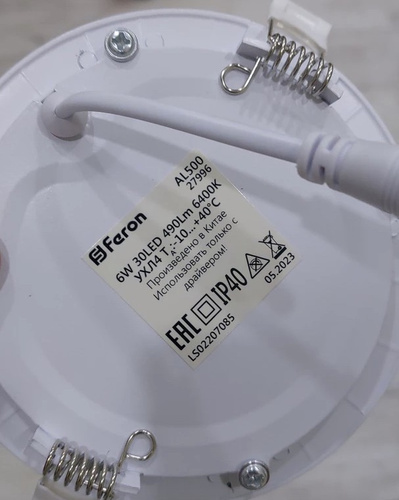 Feron
AL500
27996
6W 30LED 490Lm 6400K
УХЛ4 TA:-10...+40°C
Произведено в Китае
Использовать только с
драйвером!
EAC IP40
05.2023
LS02207085